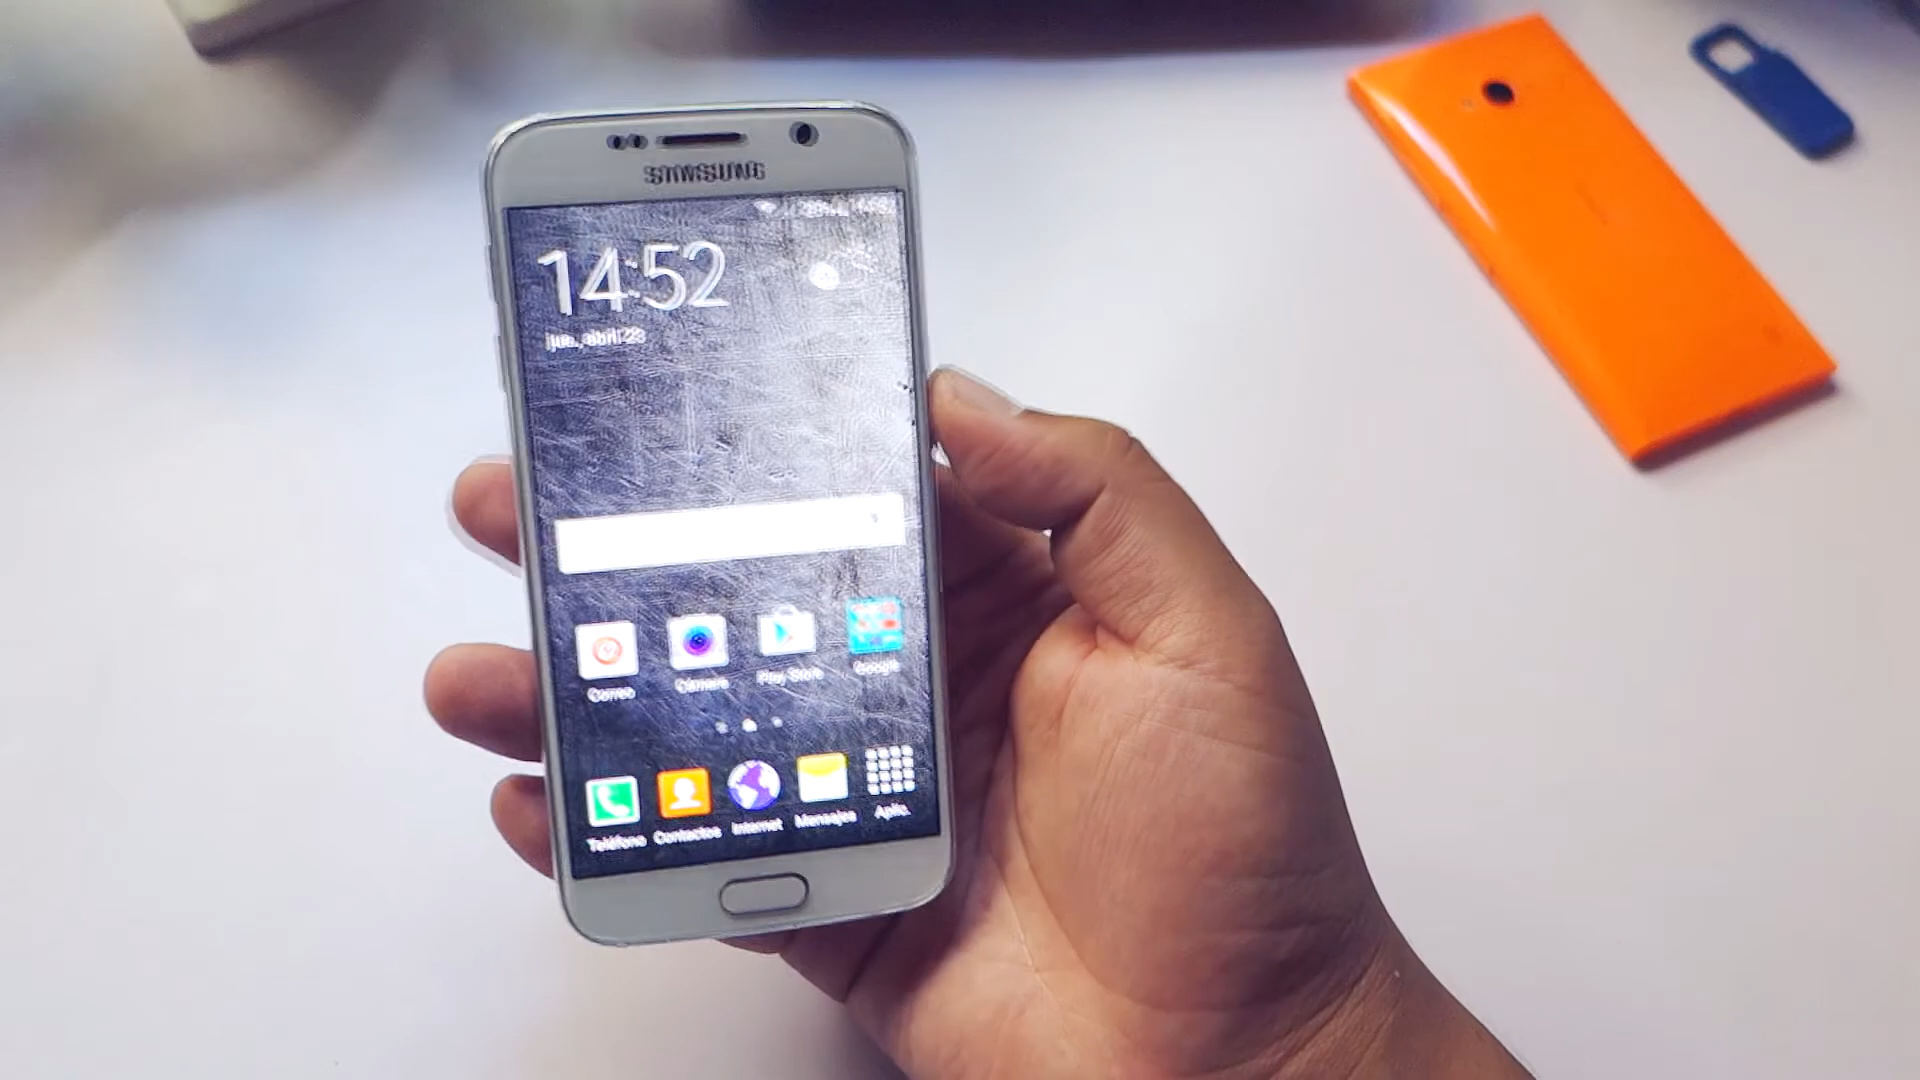 SAMSUNG
14:52
jue., abril 23
Correo Cámara Play Store Google
Teléfono Contactos Internet Mensajes Aplic.